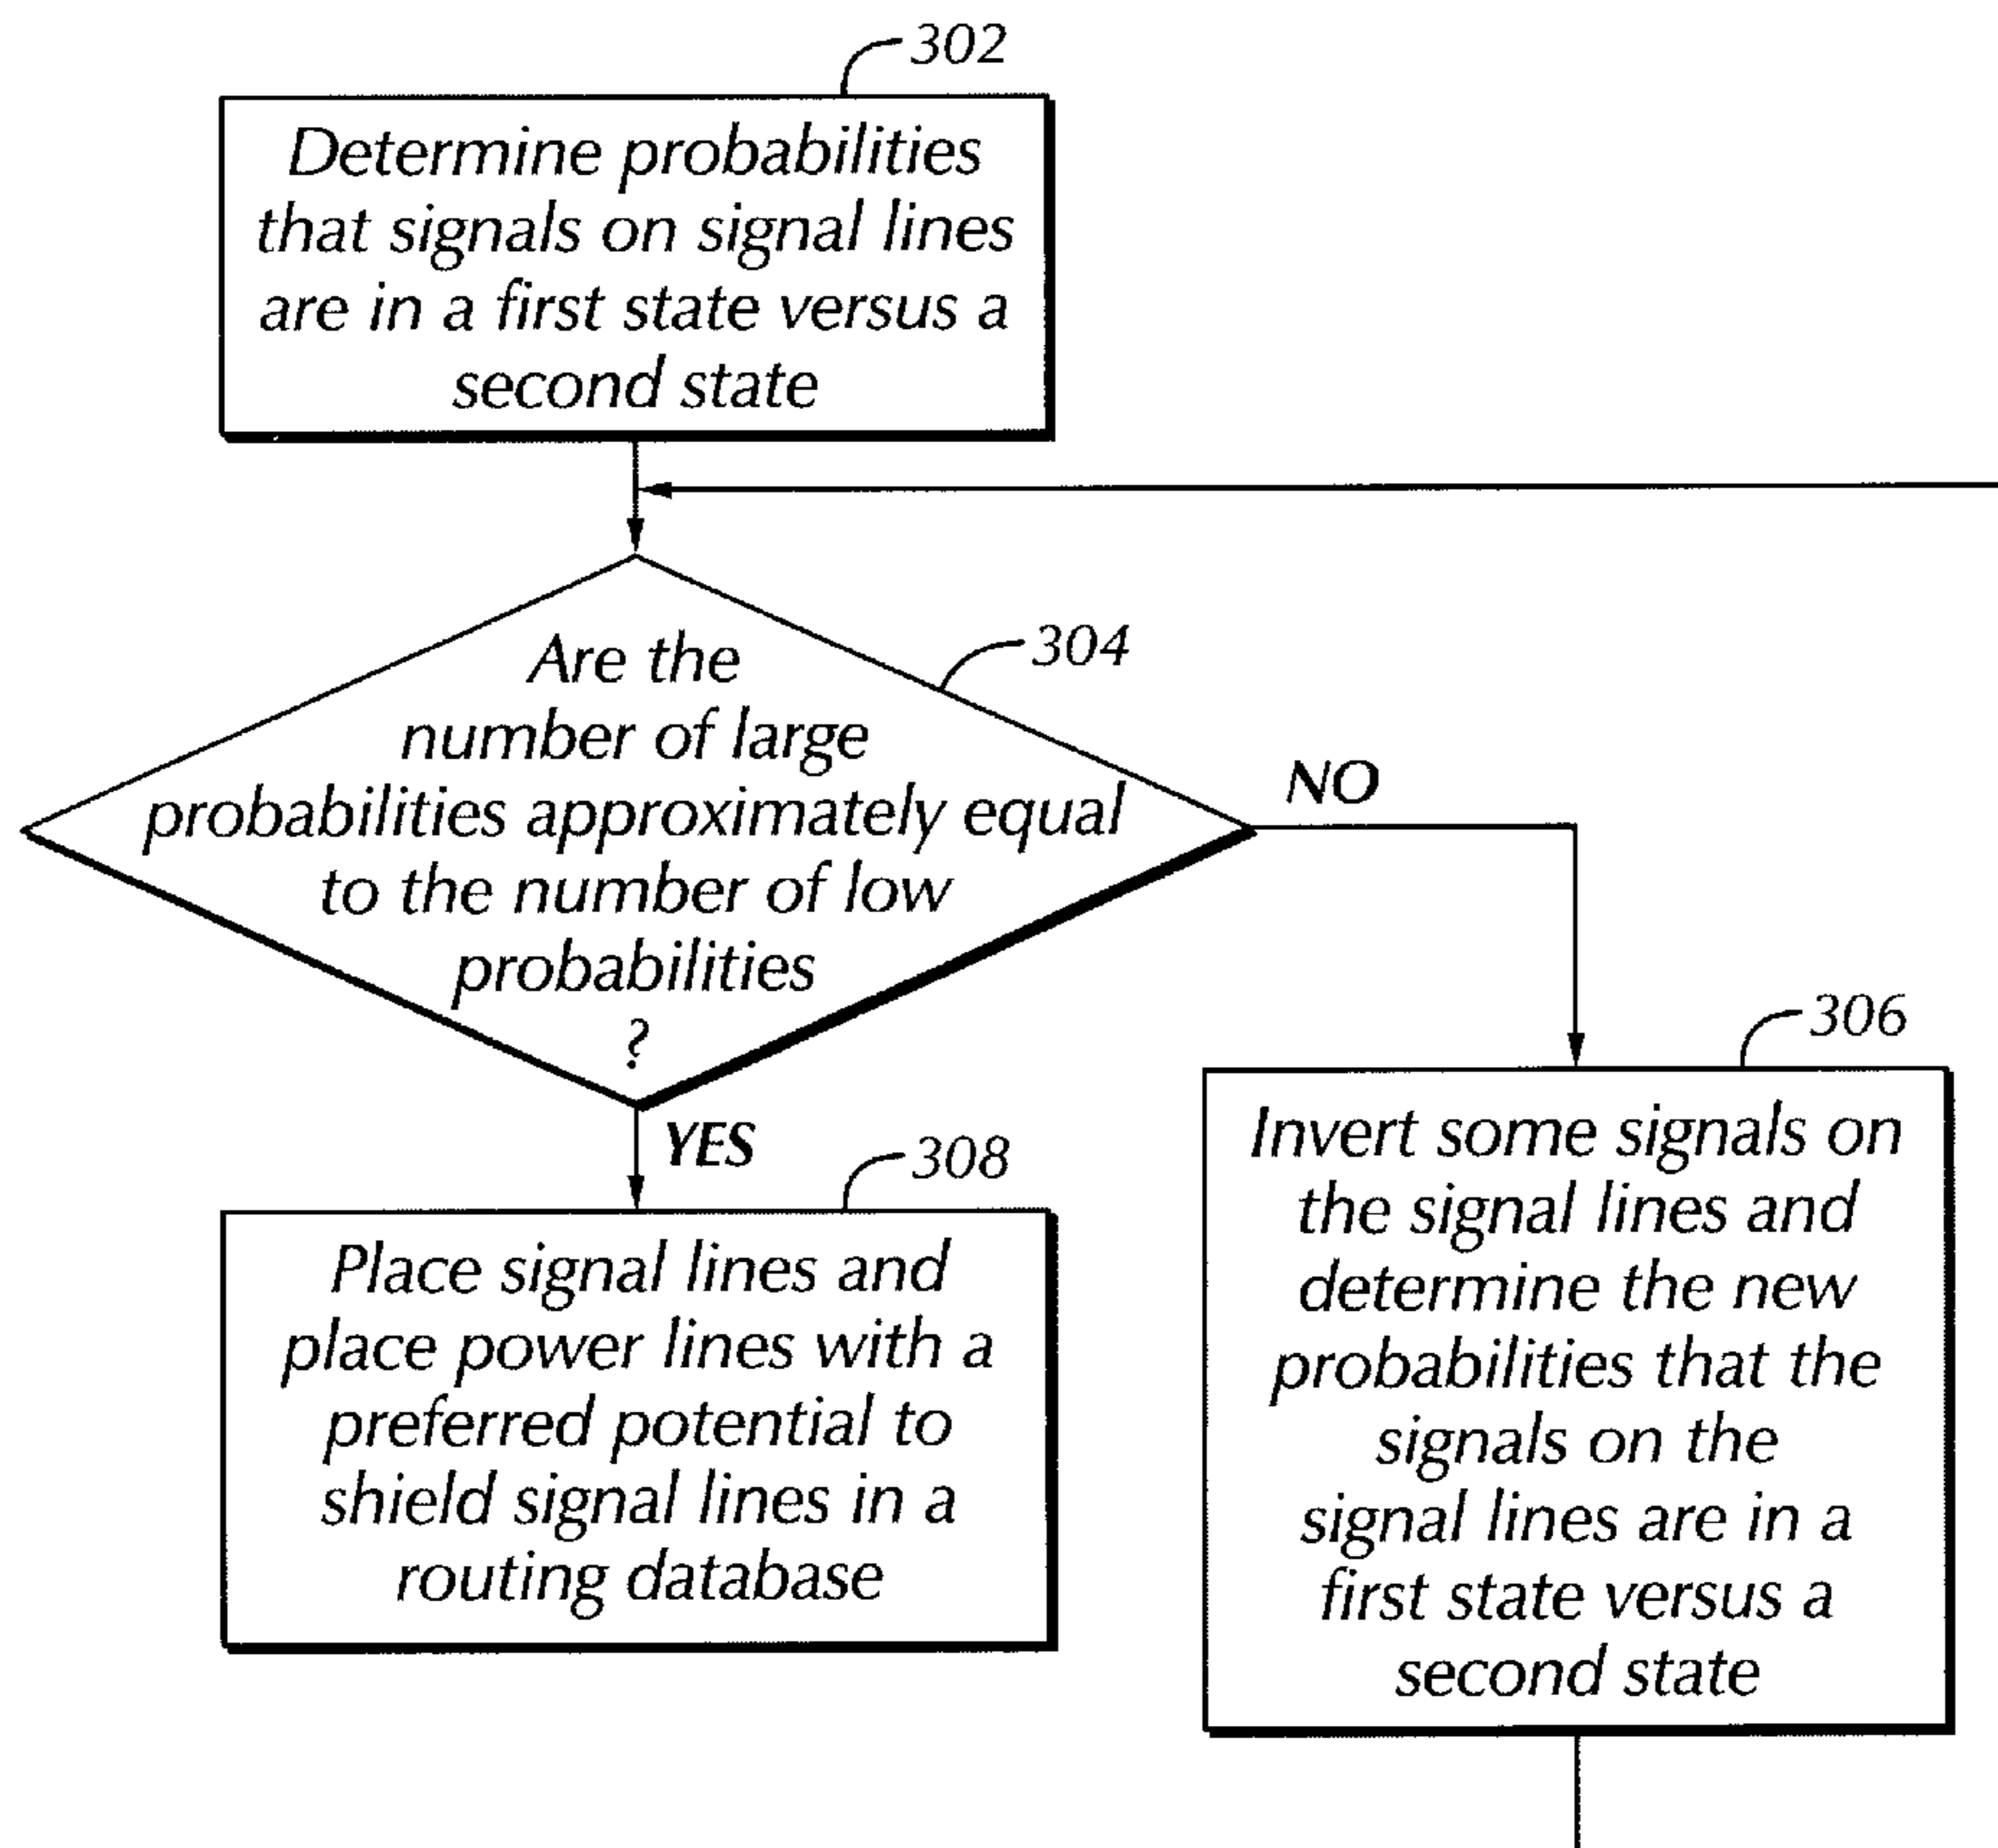 302
Determine probabilities
that signals on signal lines
are in a first state versus a
second state
304
Are the
number of large
probabilities approximately equal
to the number of low
probabilities
?
NO
YES
306
Invert some signals on
the signal lines and
determine the new
probabilities that the
signals on the
signal lines are in a
first state versus a
second state
308
Place signal lines and
place power lines with a
preferred potential to
shield signal lines in a
routing database